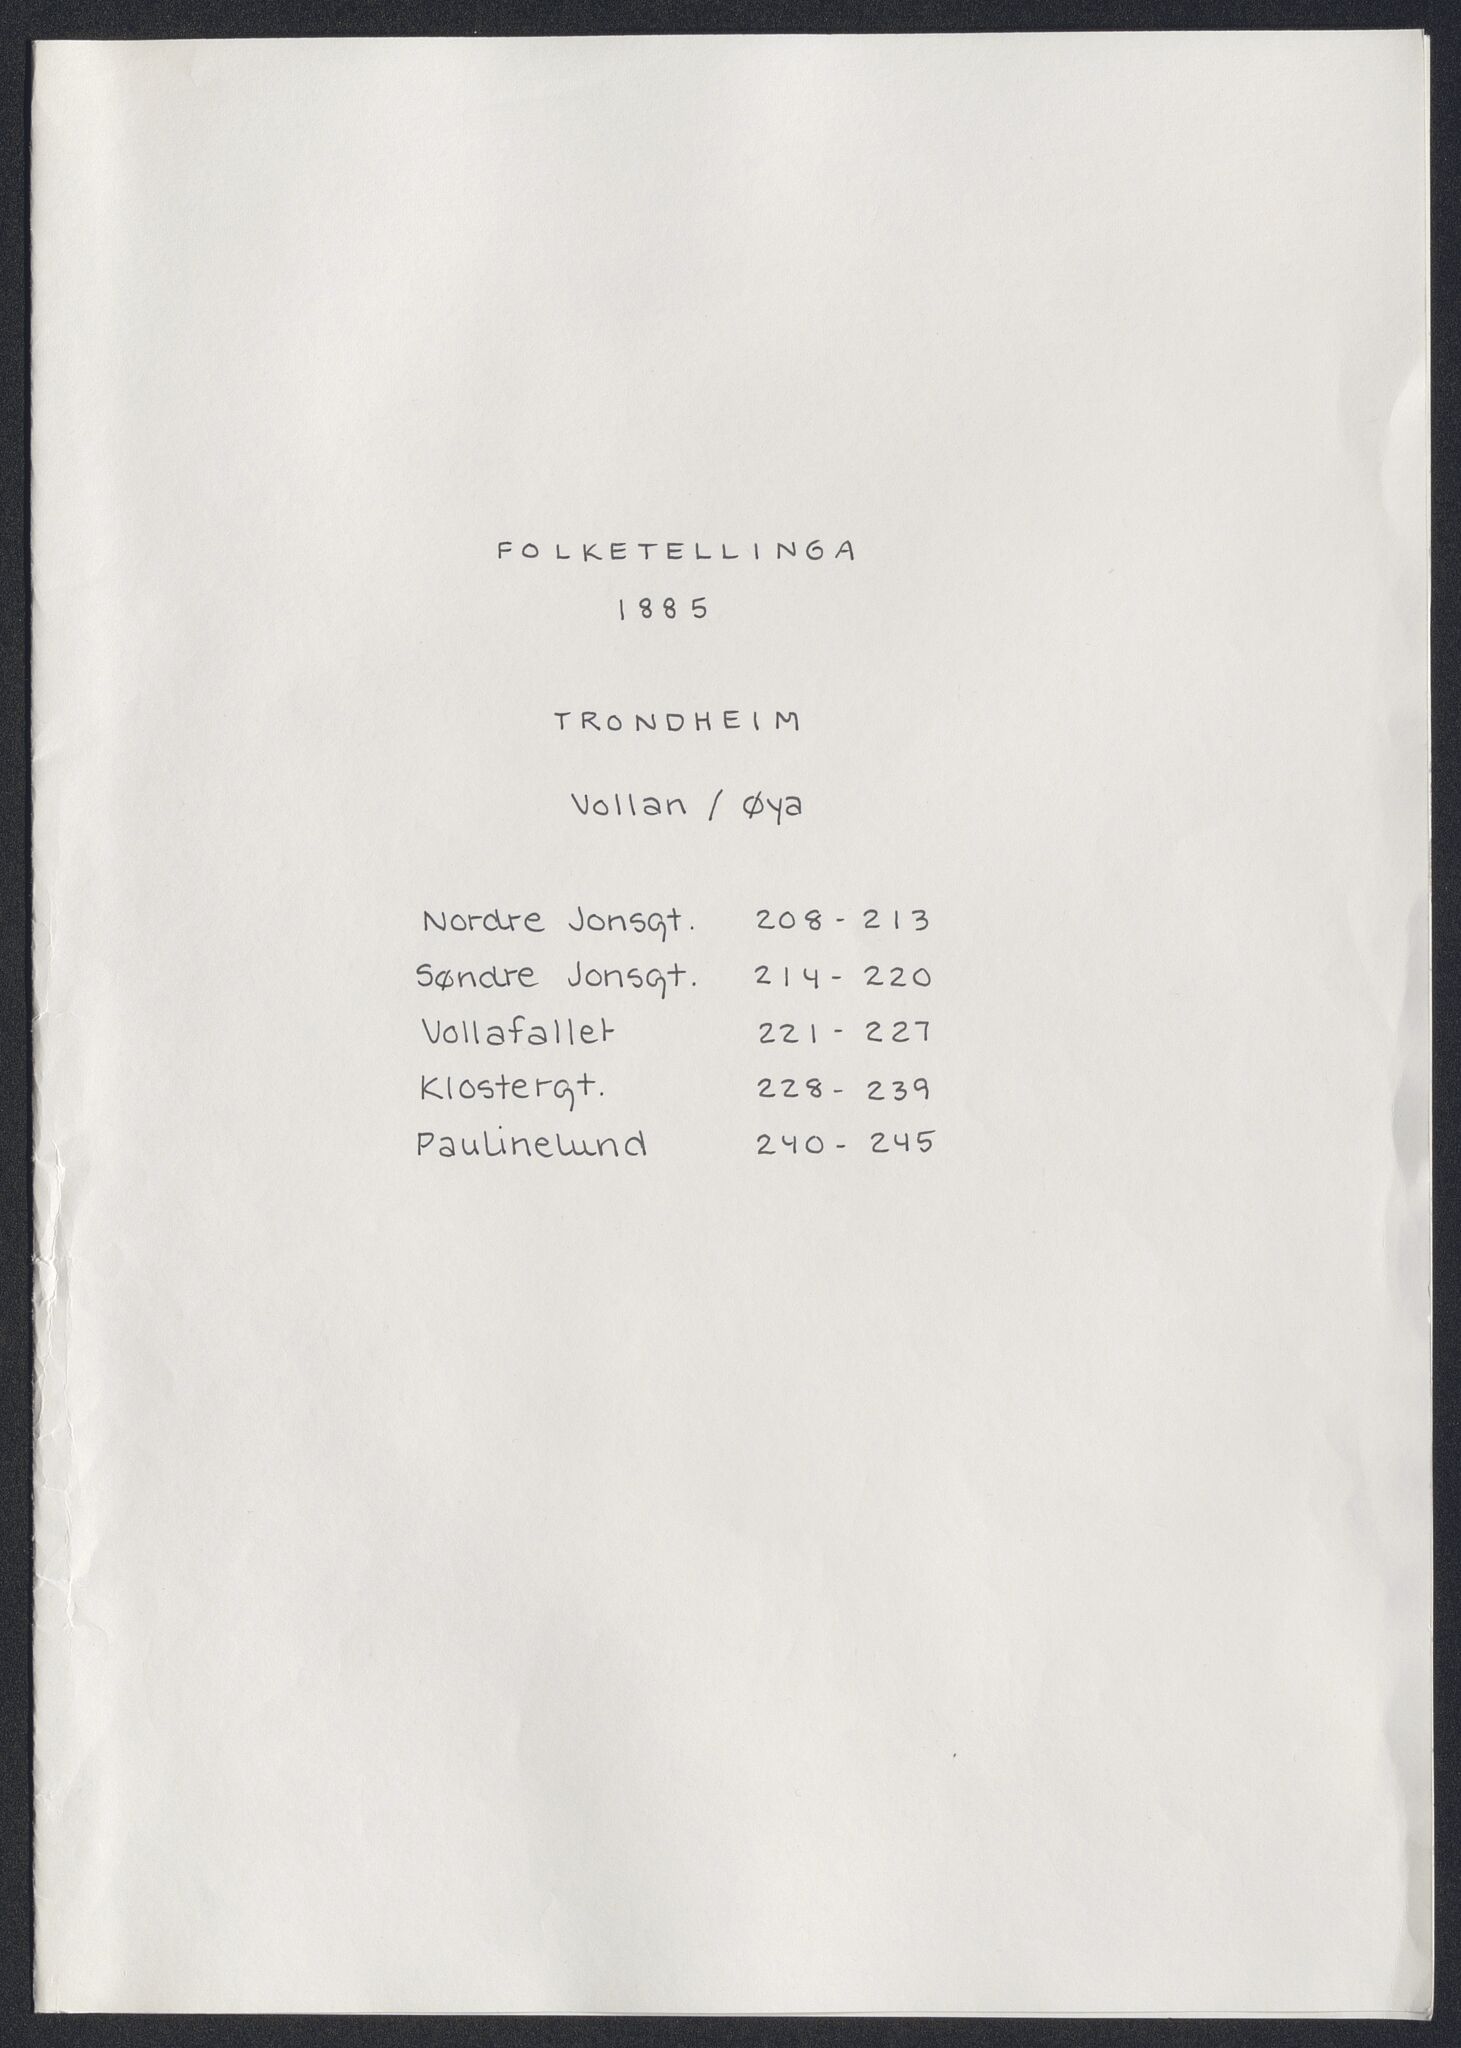 FOLKETELLINGA
1885
TRONDHEIM
Vollan / Øya
Nordre Jonsgt. 208 - 213
Søndre Jonsgt. 214 - 220
Vollafallet 221 - 227
Klostergt. 228 - 239
Paulinelund 240 - 245